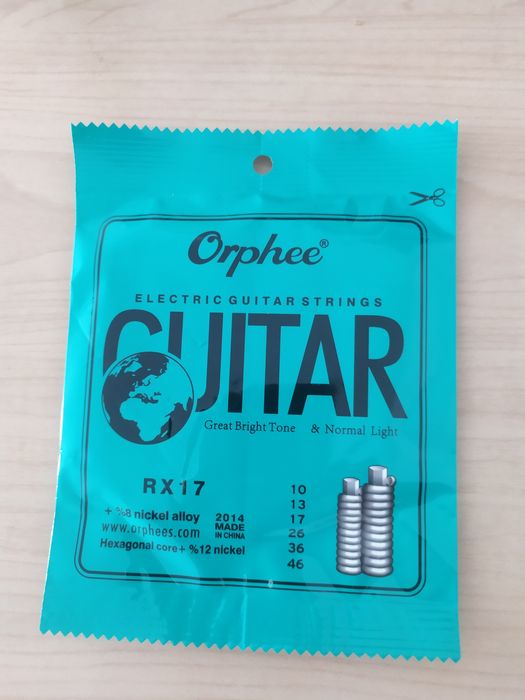 Orphee®
ELECTRIC GUITAR STRINGS
GUITAR
Great Bright Tone & Normal Light
RX17
+ %8 nickel alloy
www.orphees.com
Hexagonal core + %12 nickel
2014
MADE
IN CHINA
10
13
17
26
36
46